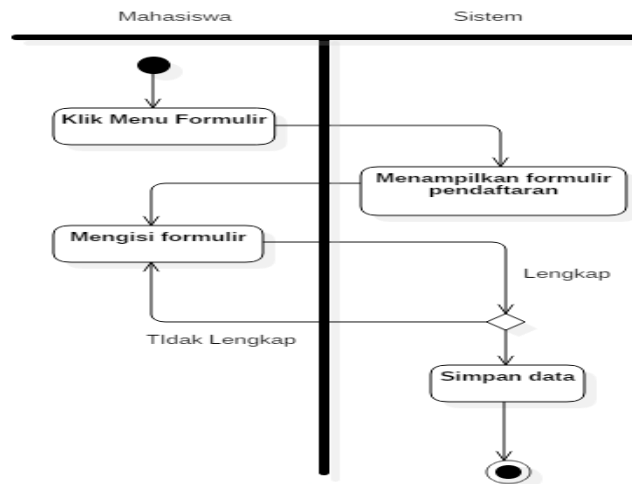 Mahasiswa
Sistem
Klik Menu Formulir
Menampilkan formulir
pendaftaran
Mengisi formulir
Lengkap
TIdak Lengkap
Simpan data